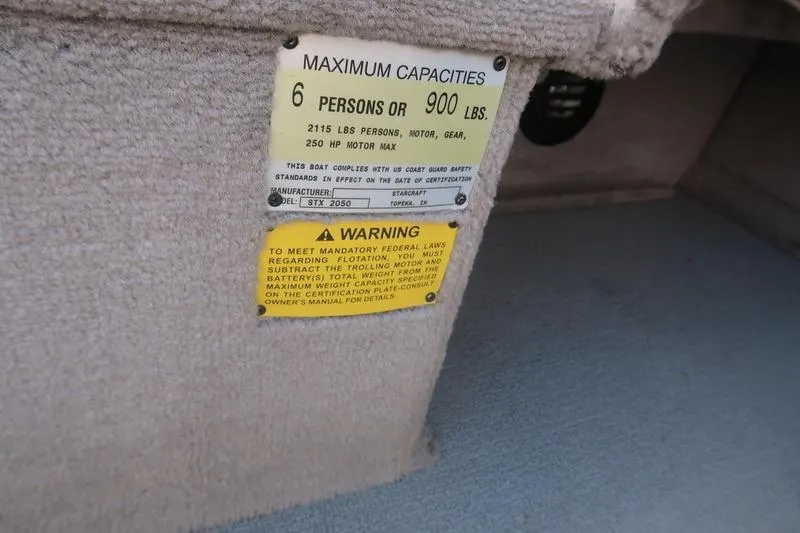 MAXIMUM CAPACITIES
6 PERSONS OR 900 LBS.
2115 LBS PERSONS, MOTOR, GEAR,
250 HP MOTOR MAX
THIS BOAT COMPLIES WITH US COAST GUARD SAFETY
STANDARDS IN EFFECT ON THE DATE OF CERTIFICATION
MANUFACTURER: STARCRAFT
DEL: STX 2050 TOPEKA, IN
WARNING
TO MEET MANDATORY FEDERAL LAWS
REGARDING FLOTATION, YOU MUST
SUBTRACT THE TROLLING MOTOR AND
BATTERY(S) TOTAL WEIGHT FROM THE
MAXIMUM WEIGHT CAPACITY SPECIFIED
ON THE CERTIFICATION PLATE-CONSULT
OWNER'S MANUAL FOR DETAILS